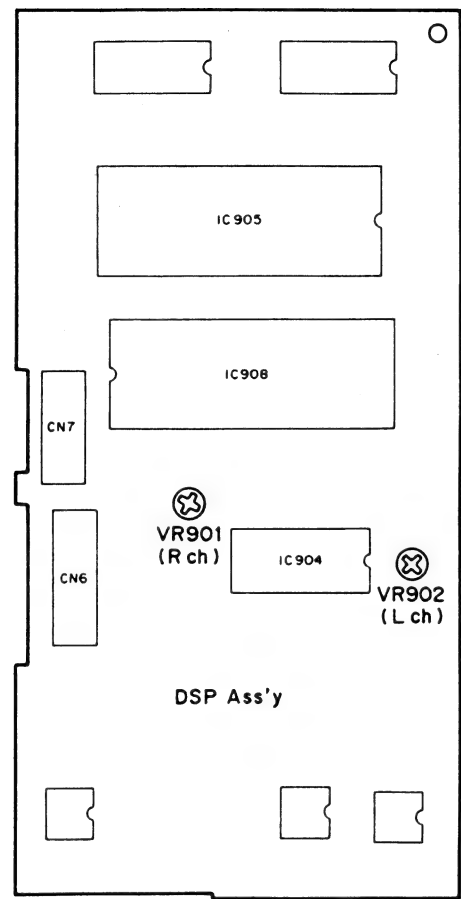 IC905
IC908
CN7
VR901
(R ch)
IC904
CN6
VR902
(L ch)
DSP Ass'y